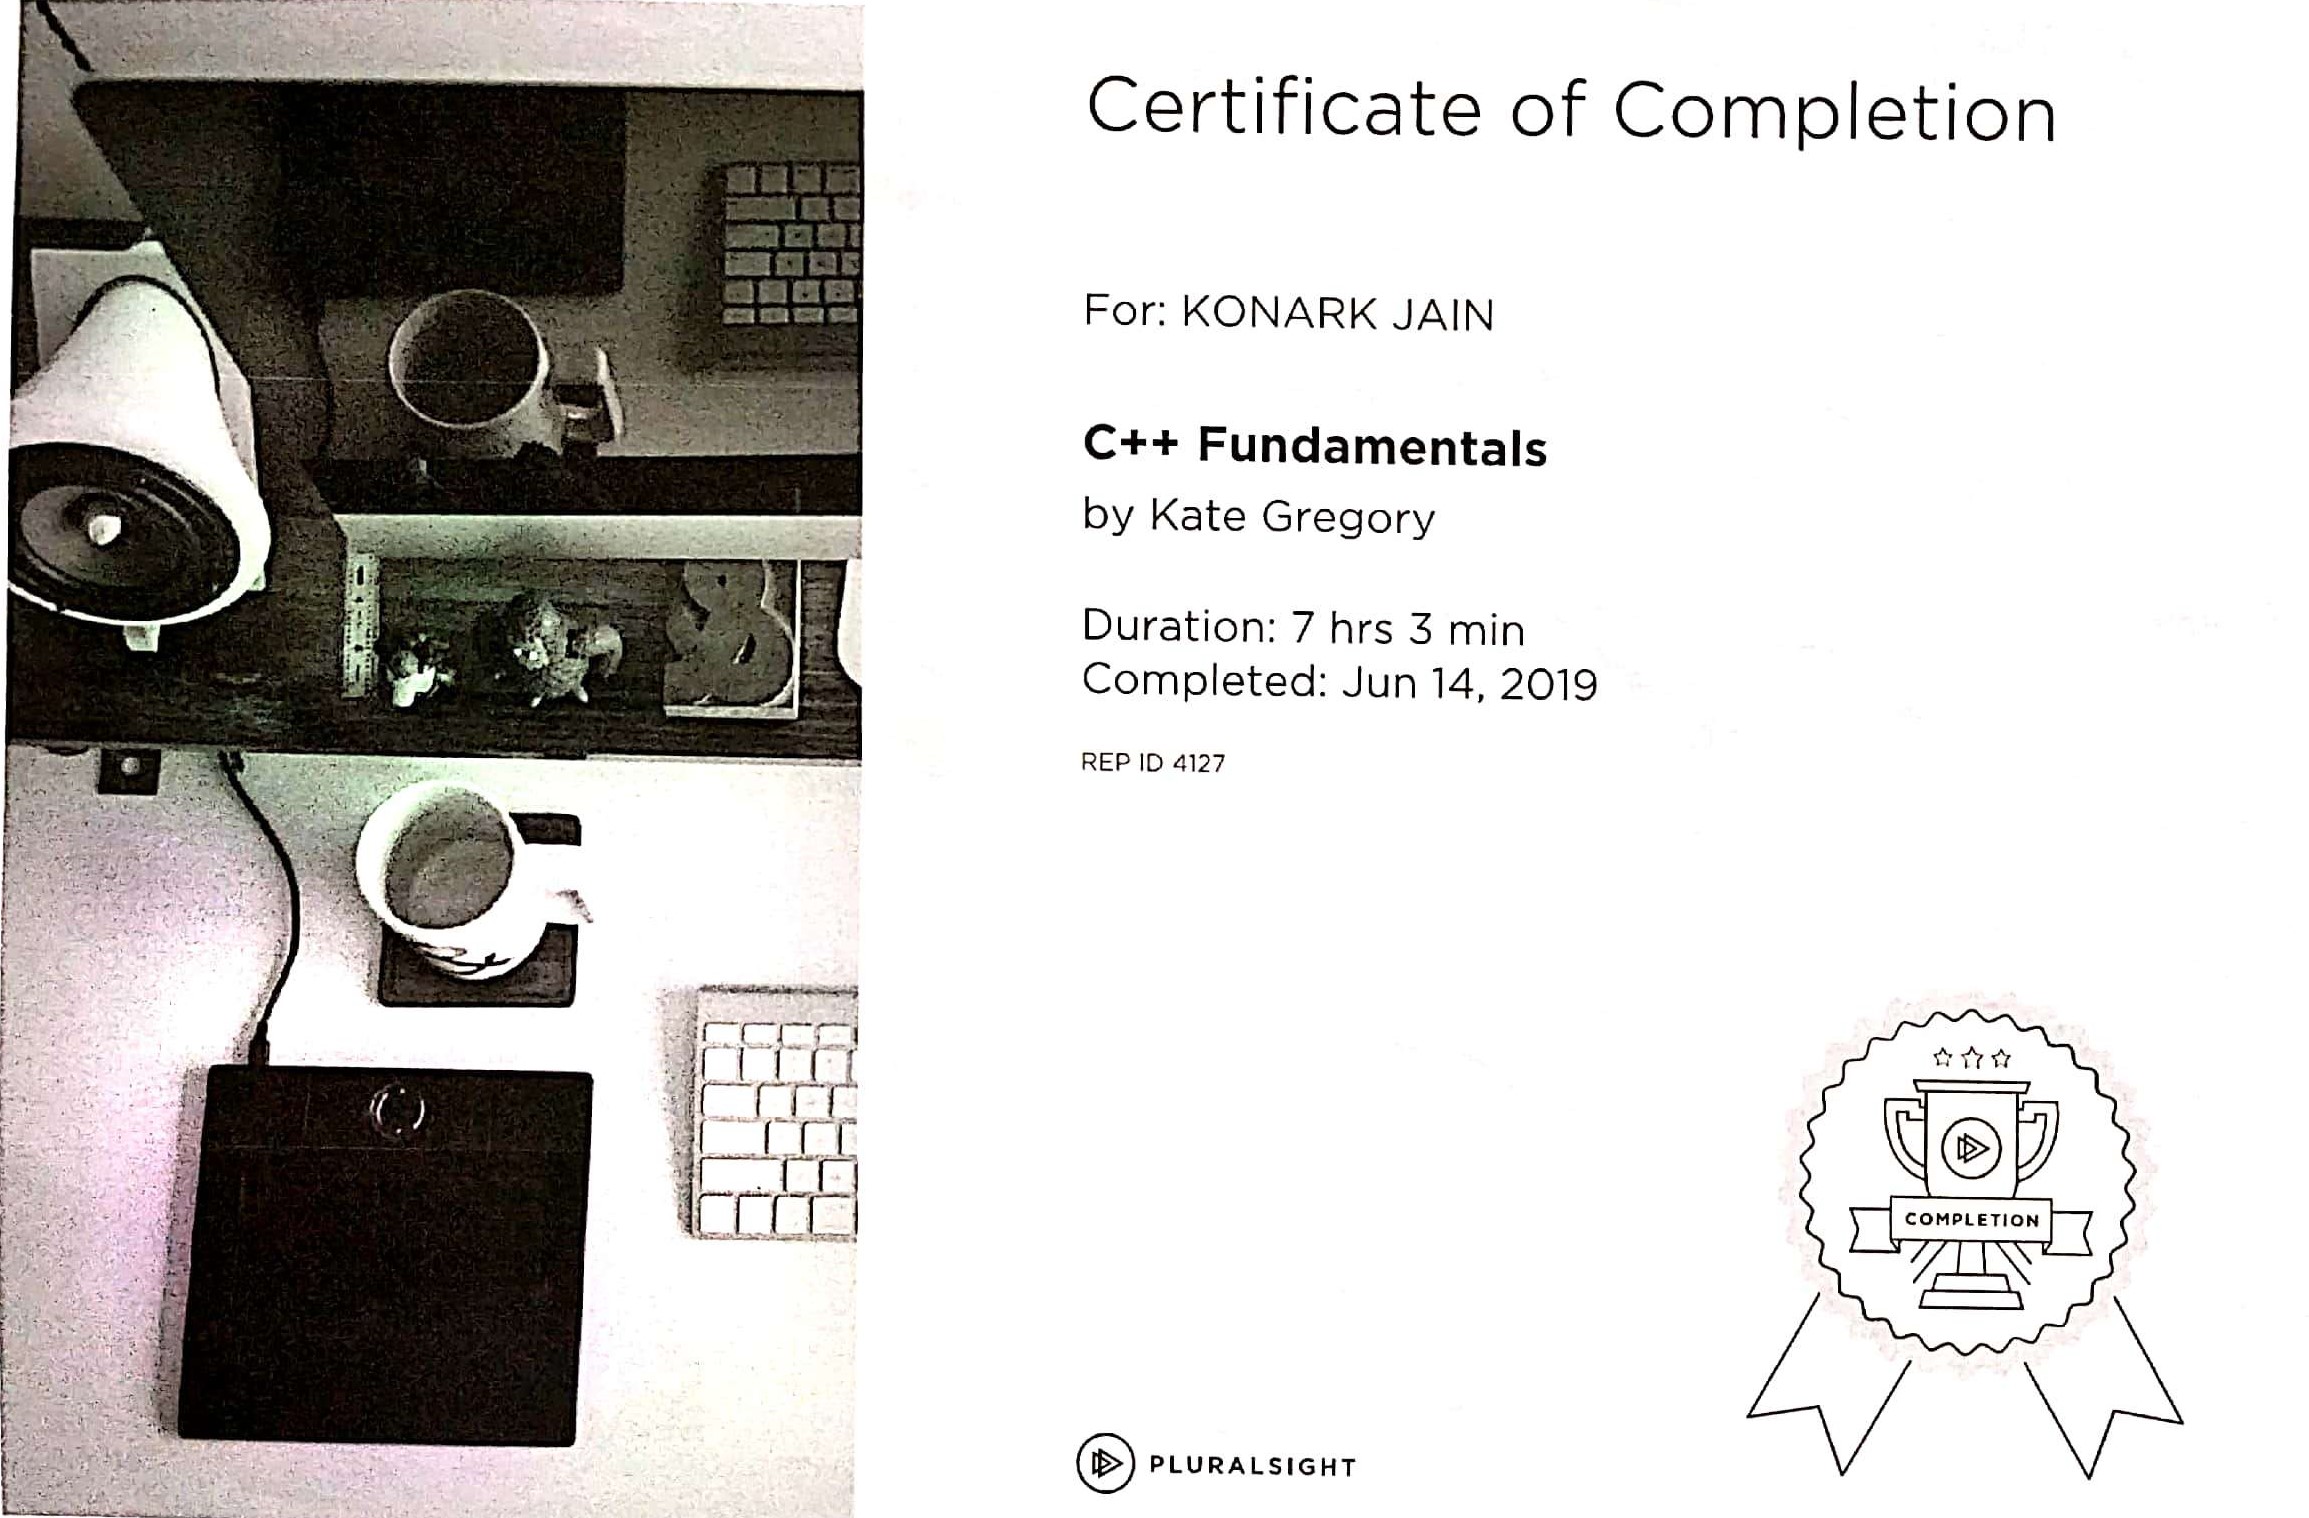 Certificate of Completion
For: KONARK JAIN
C++ Fundamentals
by Kate Gregory
Duration: 7 hrs 3 min
Completed: Jun 14, 2019
REP ID 4127
COMPLETION
PLURALSIGHT